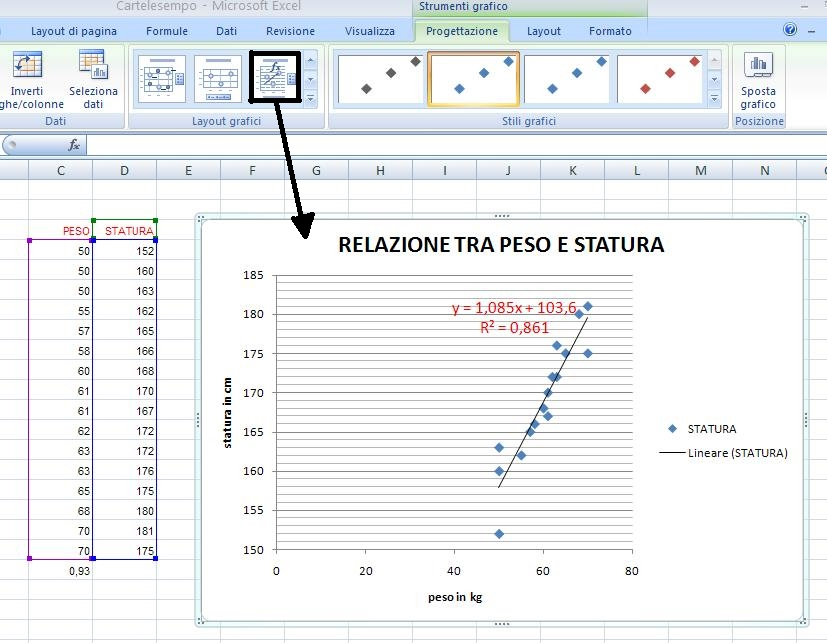 Cartelesempo - Microsoft Excel
Strumenti grafico
Layout di pagina Formule Dati Revisione Visualizza Progettazione Layout Formato
Inverti
ghe/colonne
Seleziona
dati
Sposta
grafico
Dati Layout grafici Stili grafici Posizione
fx
C D E F G H I J K L M N
PESO STATURA
50 152
50 160
50 163
55 162
57 165
58 166
60 168
61 170
61 167
62 172
63 172
63 176
65 175
68 180
70 181
70 175
0,93
RELAZIONE TRA PESO E STATURA
185
180
175
170
165
160
155
150
y = 1,085x + 103,6
R² = 0,861
statura in cm
0 20 40 60 80
peso in kg
STATURA
Lineare (STATURA)